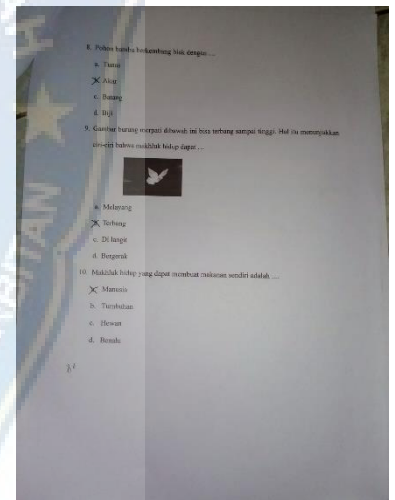 8. Pohon bambu berkembang biak dengan ....
a. Tunas
b. Akar
c. Batang
d. Biji
9. Gambar burung merpati dibawah ini bisa terbang sampai tinggi. Hal itu menunjukkan
ciri-ciri bahwa makhluk hidup dapat ....
a. Melayang
b. Terbang
c. Di langit
d. Bergerak
10. Makhluk hidup yang dapat membuat makanan sendiri adalah ....
a. Manusia
b. Tumbuhan
c. Hewan
d. Benda